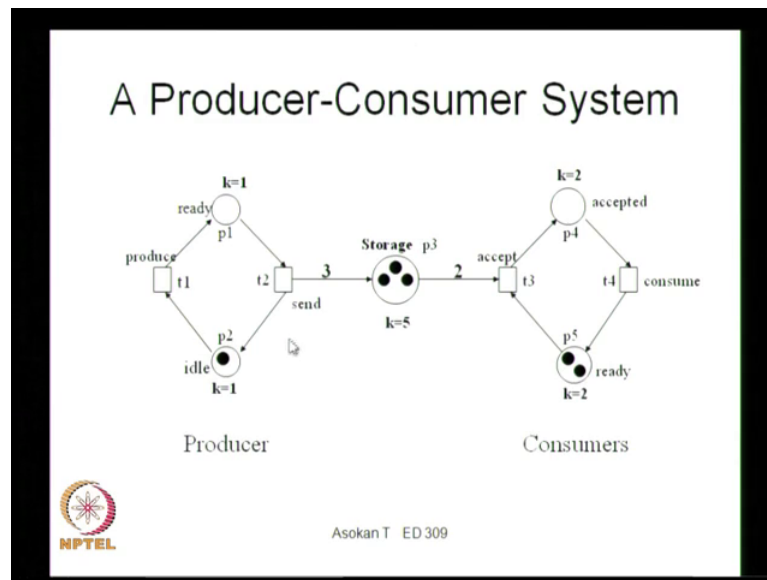 A Producer-Consumer System
k=1
ready
p1
produce
t1
t2
3
send
p2
idle
k=1
Producer
Storage p3
k=5
2
k=2
accepted
p4
accept
t3
t4 consume
p5
ready
k=2
Consumers
NPTEL
Asokan T ED 309